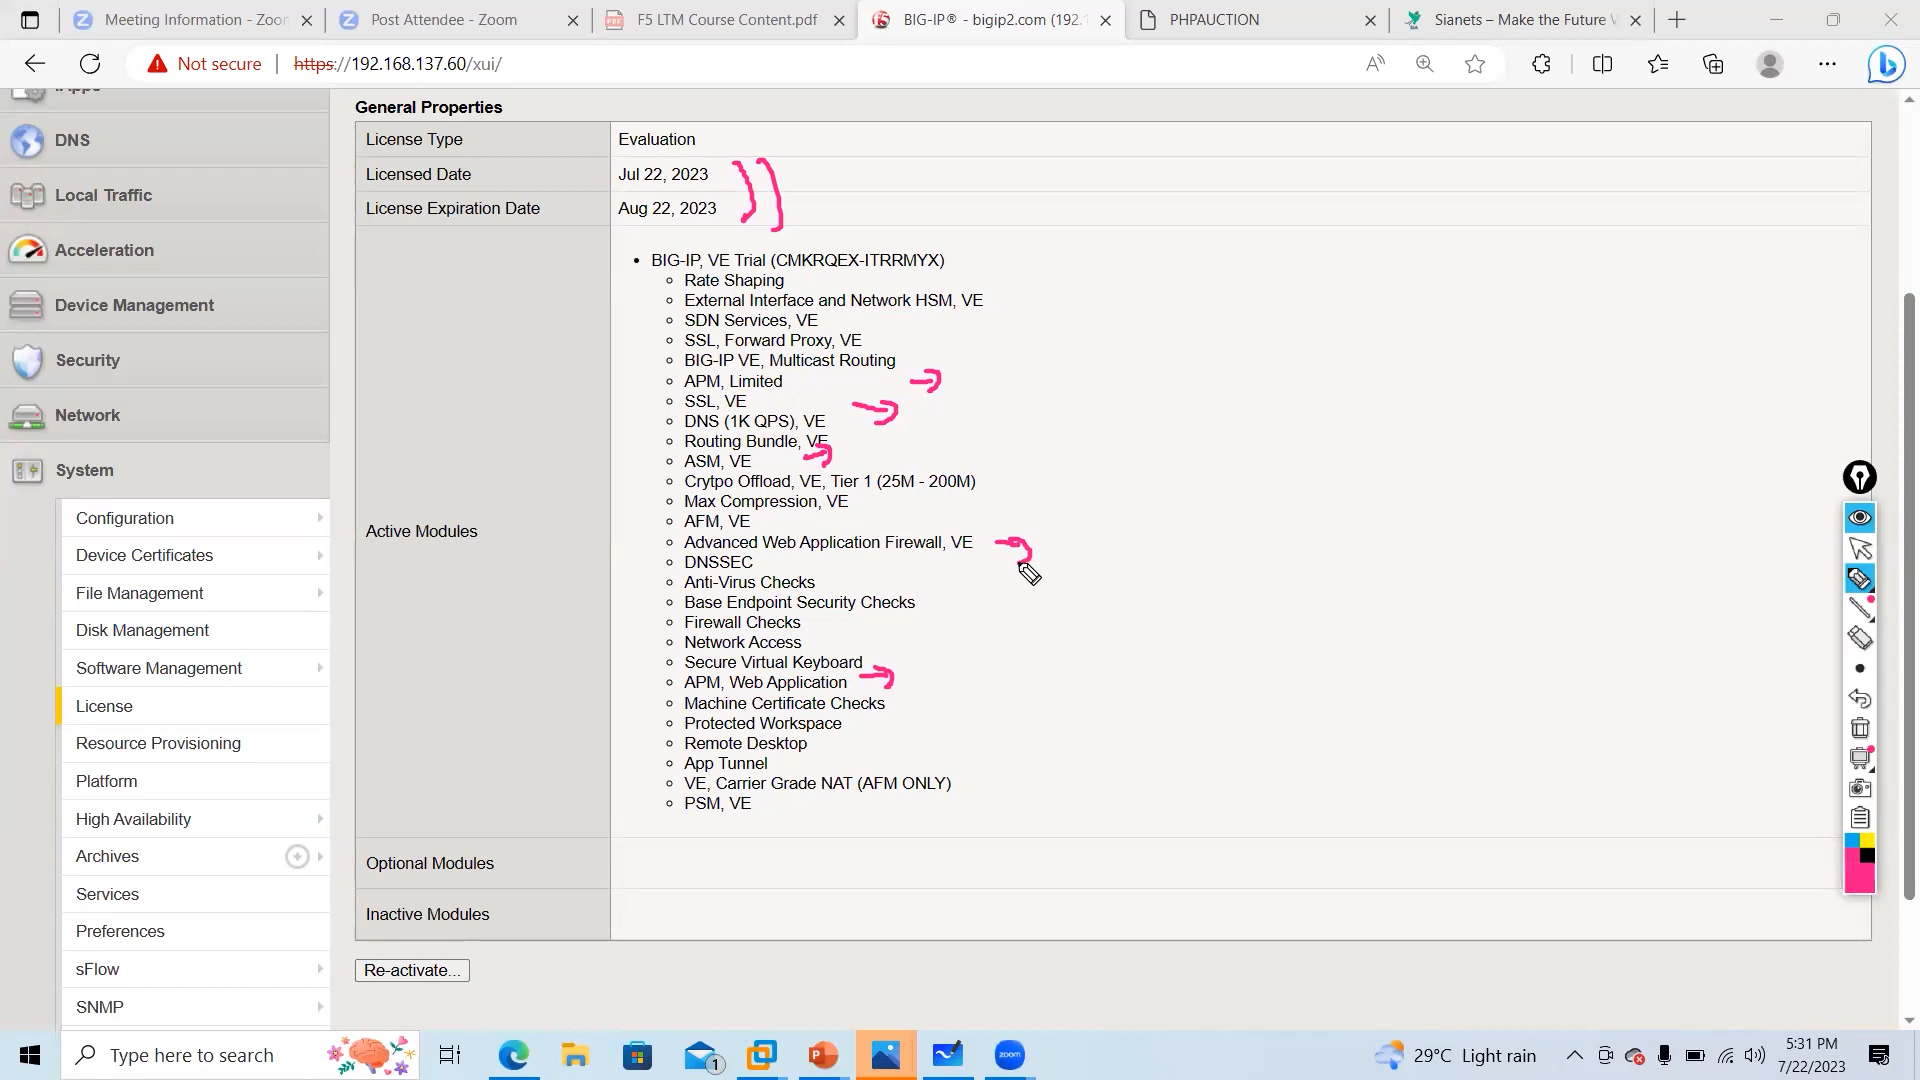 Meeting Information - Zoo
Post Attendee - Zoom
F5 LTM Course Content.pdf
BIG-IP® - bigip2.com (192.1
PHPAUCTION
Sianets – Make the Future
Not secure
https://192.168.137.60/xui/
DNS
Local Traffic
Acceleration
Device Management
Security
Network
System
Configuration
Device Certificates
File Management
Disk Management
Software Management
License
Resource Provisioning
Platform
High Availability
Archives
Services
Preferences
sFlow
SNMP
General Properties
License Type
Evaluation
Licensed Date
Jul 22, 2023
License Expiration Date
Aug 22, 2023
Active Modules
BIG-IP, VE Trial (CMKRQEX-ITRRMYX)
Rate Shaping
External Interface and Network HSM, VE
SDN Services, VE
SSL, Forward Proxy, VE
BIG-IP VE, Multicast Routing
APM, Limited
SSL, VE
DNS (1K QPS), VE
Routing Bundle, VE
ASM, VE
Crytpo Offload, VE, Tier 1 (25M - 200M)
Max Compression, VE
AFM, VE
Advanced Web Application Firewall, VE
DNSSEC
Anti-Virus Checks
Base Endpoint Security Checks
Firewall Checks
Network Access
Secure Virtual Keyboard
APM, Web Application
Machine Certificate Checks
Protected Workspace
Remote Desktop
App Tunnel
VE, Carrier Grade NAT (AFM ONLY)
PSM, VE
Optional Modules
Inactive Modules
Re-activate...
Type here to search
1
zoom
29°C Light rain
5:31 PM
7/22/2023